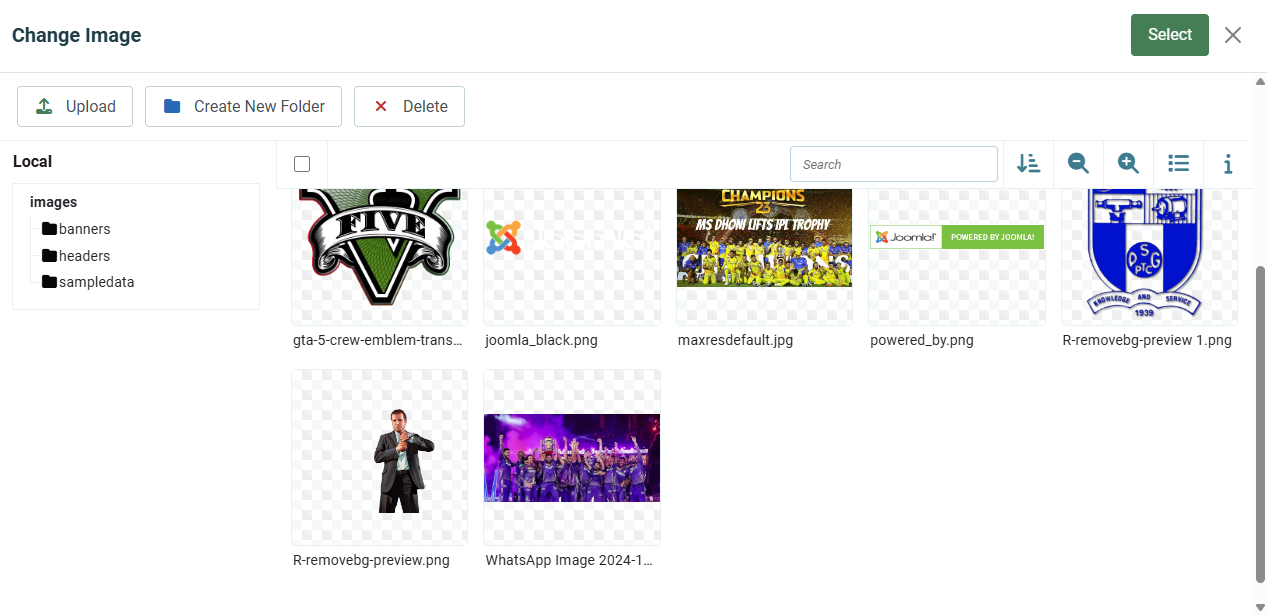 Change Image
Select
Upload
Create New Folder
Delete
Local
Search
images
banners
headers
sampledata
FIVE
CHAMPIONS
23
MS DHONI LIFTS IPL TROPHY
Joomla!
POWERED BY JOOMLA!
S
D G
PTC
KNOWLEDGE AND SERVICE
1939
gta-5-crew-emblem-trans...
joomla_black.png
maxresdefault.jpg
powered_by.png
R-removebg-preview 1.png
R-removebg-preview.png
WhatsApp Image 2024-1...